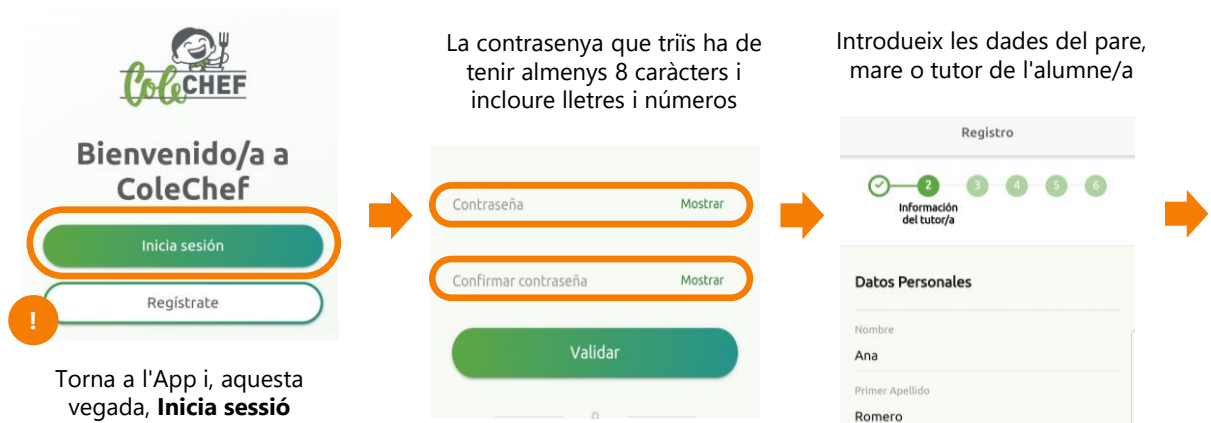 ColeCHEF
Bienvenido/a a
ColeChef
Inicia sesión
Regístrate
!
Torna a l'App i, aquesta
vegada, Inicia sessió
La contrasenya que triïs ha de
tenir almenys 8 caràcters i
incloure lletres i números
Contraseña Mostrar
Confirmar contraseña Mostrar
Validar
Introdueix les dades del pare,
mare o tutor de l'alumne/a
Registro
2 3 4 5 6
Información
del tutor/a
Datos Personales
Nombre
Ana
Primer Apellido
Romero